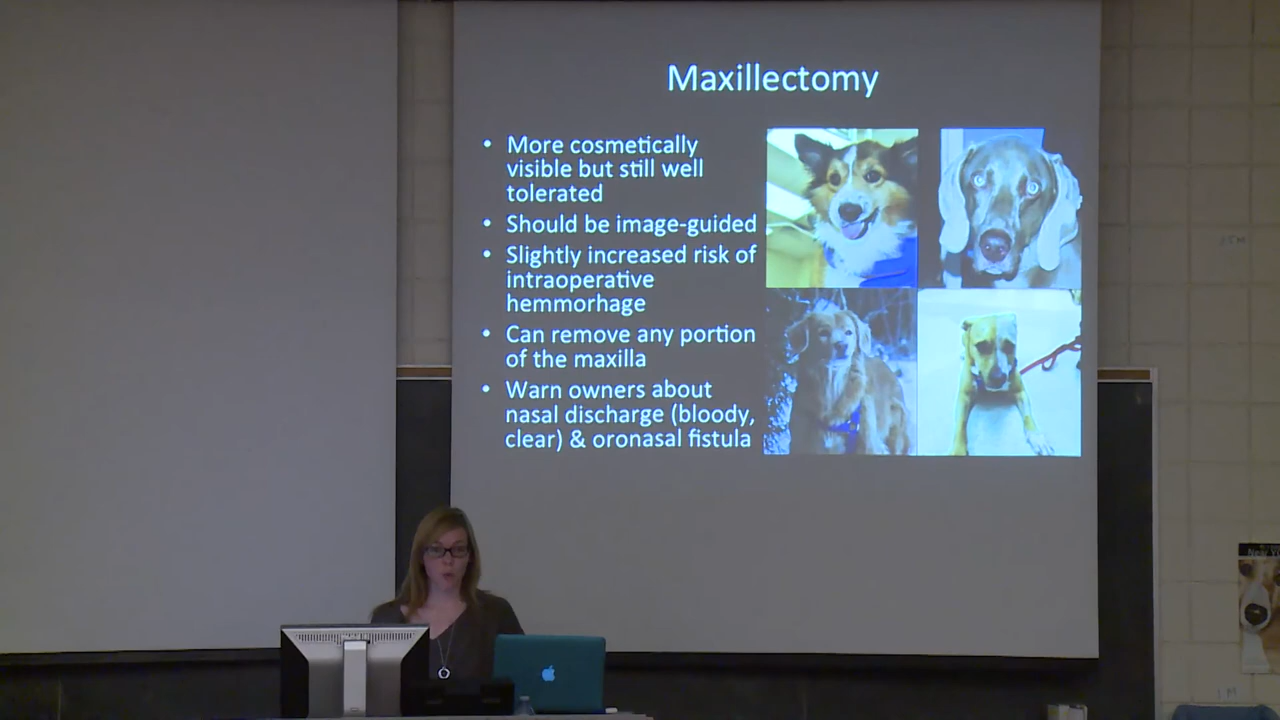 Maxillectomy
• More cosmetically
visible but still well
tolerated
• Should be image-guided
• Slightly increased risk of
intraoperative
hemmorhage
• Can remove any portion
of the maxilla
• Warn owners about
nasal discharge (bloody,
clear) & oronasal fistula